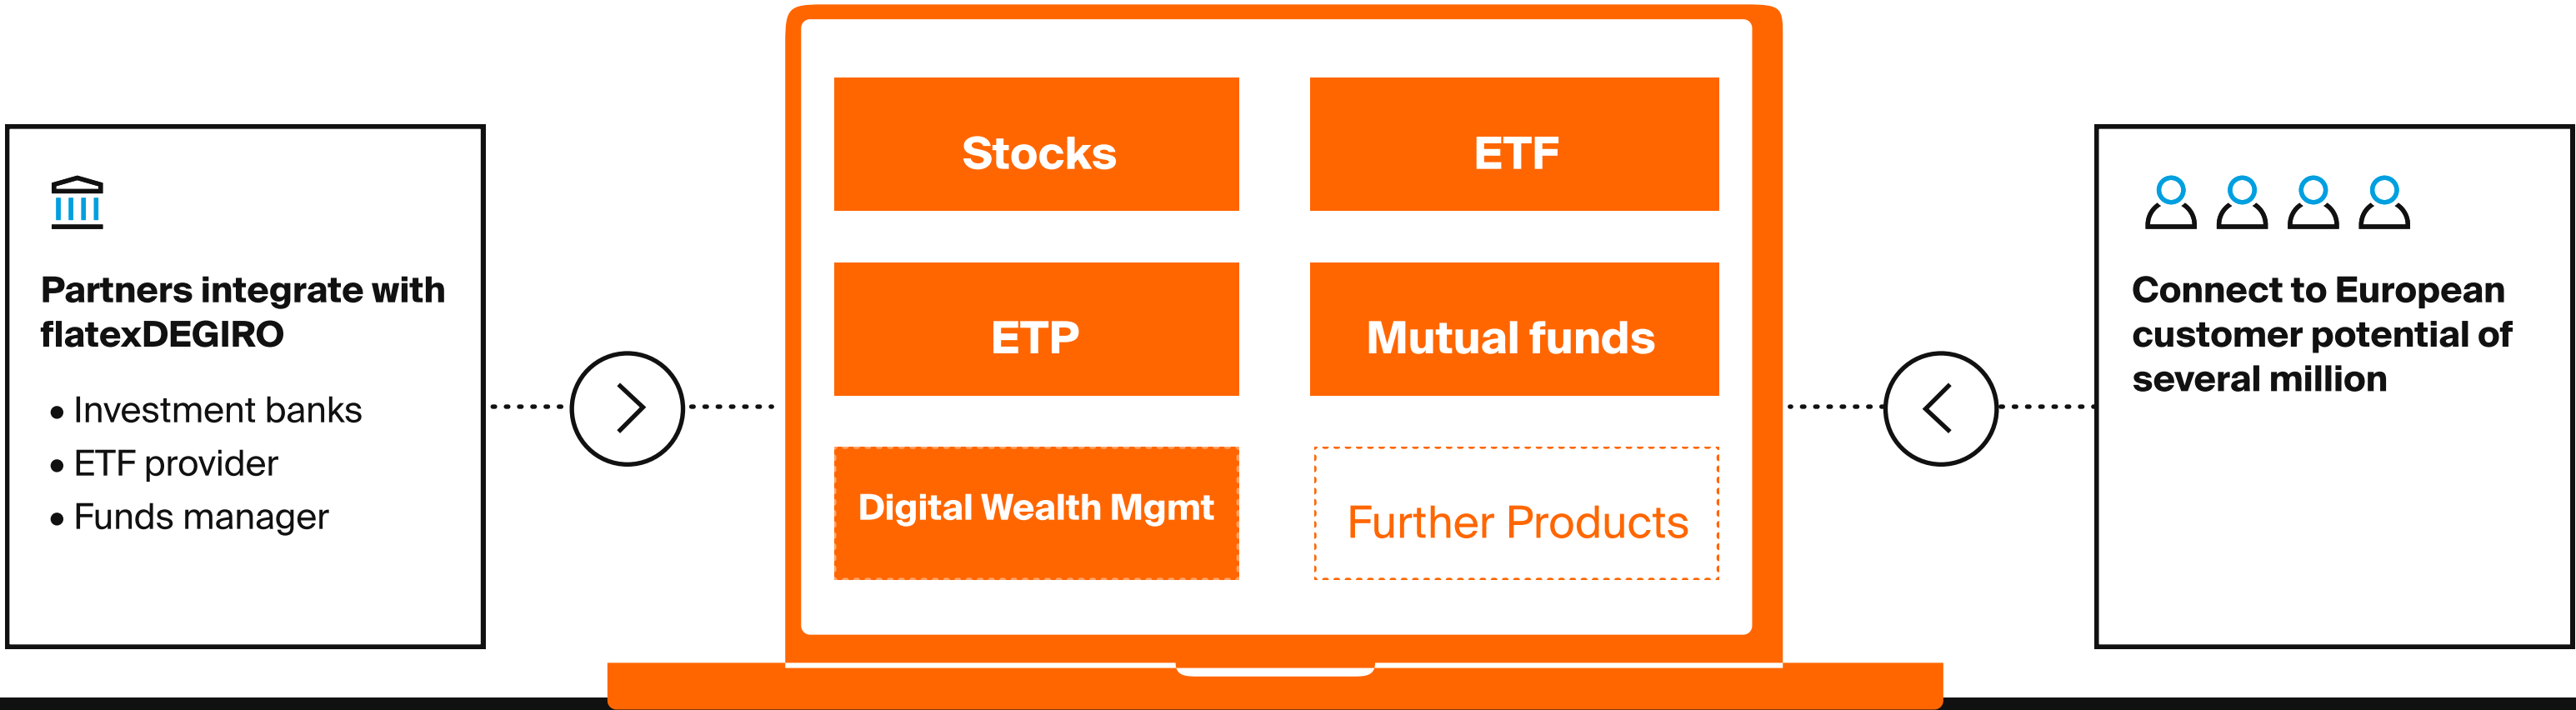 Partners integrate with
flatexDEGIRO
• Investment banks
• ETF provider
• Funds manager
Stocks
ETF
ETP
Mutual funds
Digital Wealth Mgmt
Further Products
Connect to European
customer potential of
several million